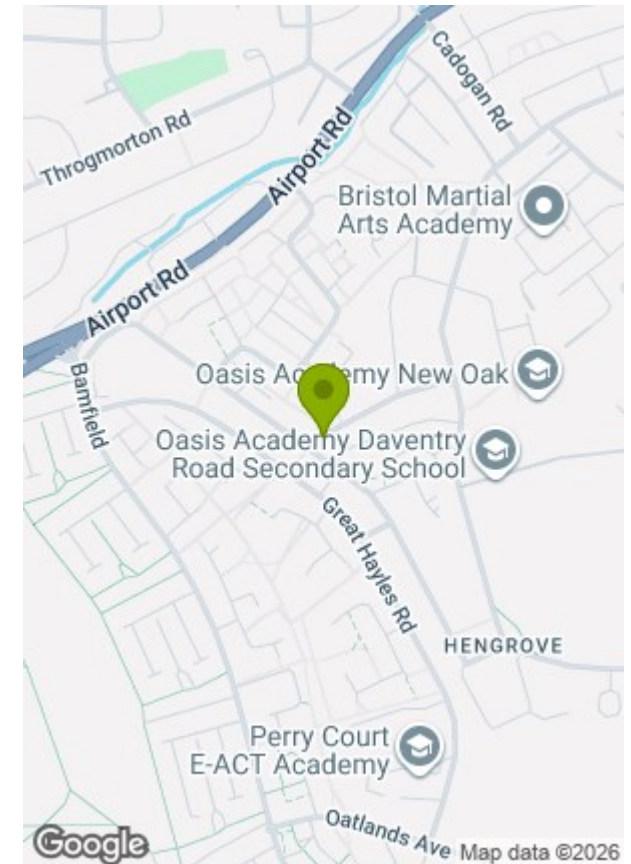 Cadogan Rd
Throgmorton Rd
Airport Rd
Bristol Martial
Arts Academy
Airport Rd
Oasis Academy New Oak
Bamfield
Oasis Academy Daventry
Road Secondary School
Great Hayles Rd
HENGROVE
Perry Court
E-ACT Academy
Oatlands Ave
Google
Map data ©2026